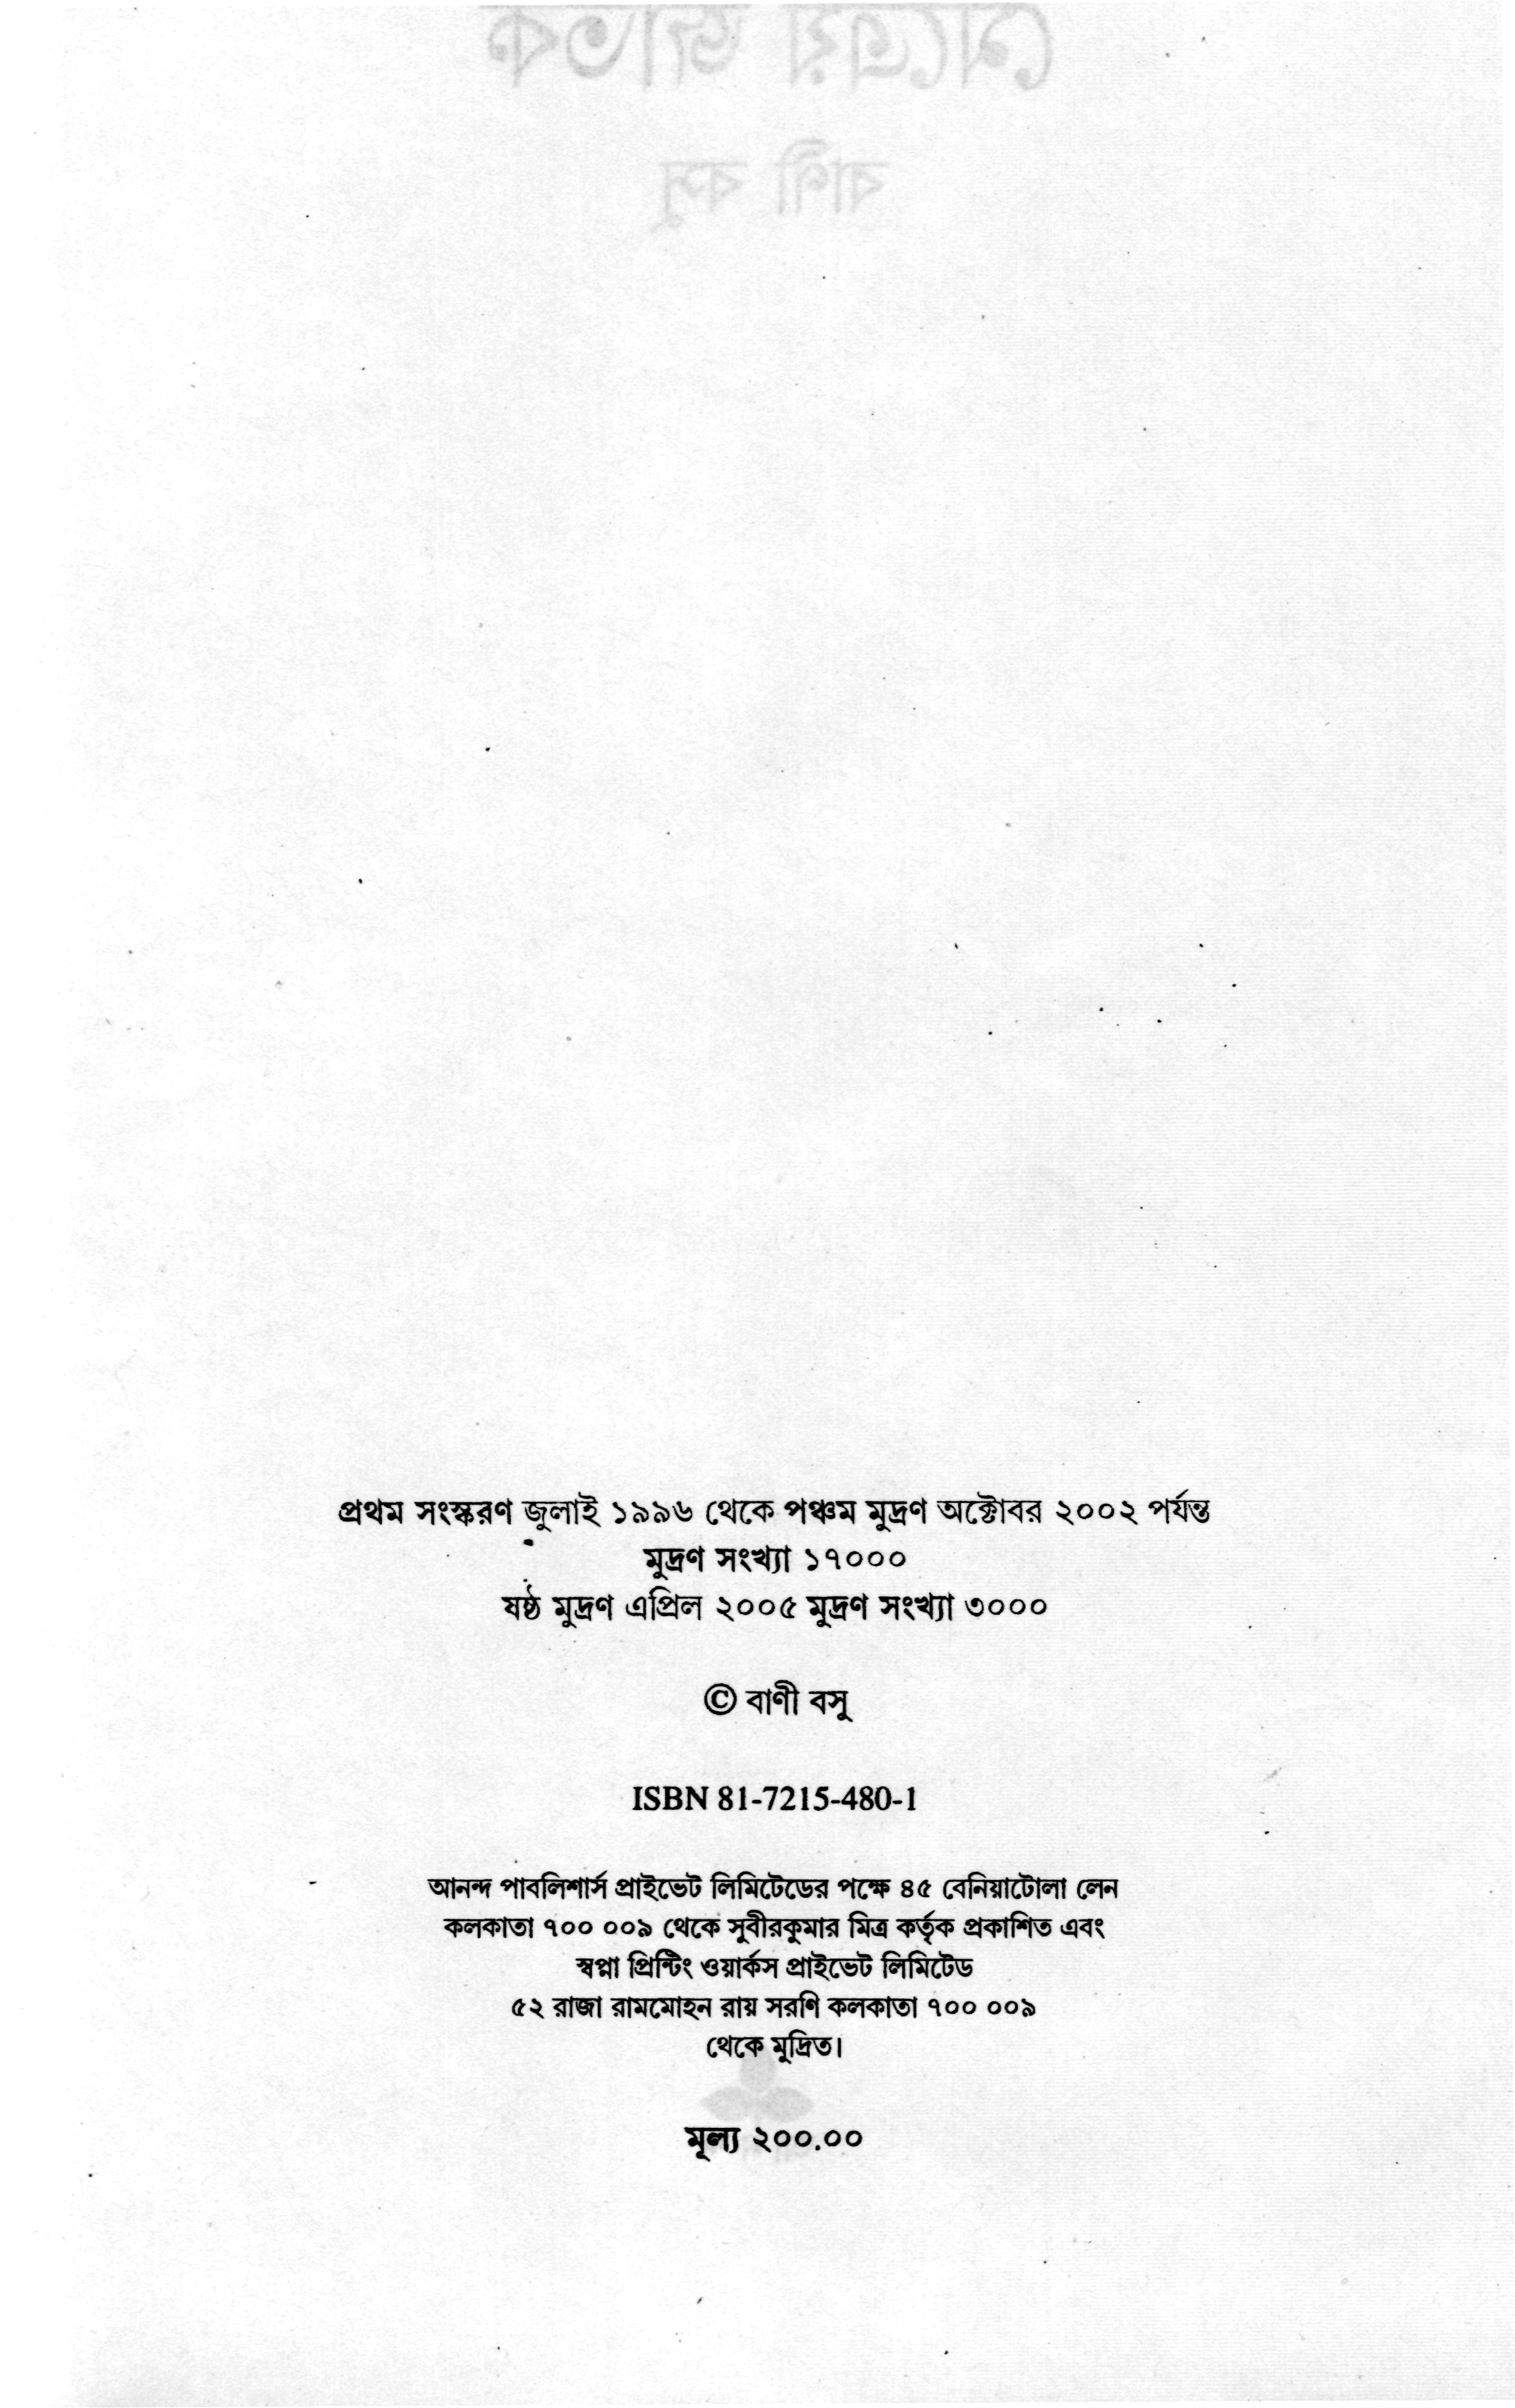 প্রথম সংস্করণ জুলাই ১৯৯৬ থেকে পঞ্চম মুদ্রণ অক্টোবর ২০০২ পর্যন্ত
মুদ্রণ সংখ্যা ১৭০০০
ষষ্ঠ মুদ্রণ এপ্রিল ২০০৫ মুদ্রণ সংখ্যা ৩০০০
© বাণী বসু
ISBN 81-7215-480-1
আনন্দ পাবলিশার্স প্রাইভেট লিমিটেডের পক্ষে ৪৫ বেনিয়াটোলা লেন
কলকাতা ৭০০ ০০৯ থেকে সুবীরকুমার মিত্র কর্তৃক প্রকাশিত এবং
স্বপ্না প্রিন্টিং ওয়ার্কস প্রাইভেট লিমিটেড
৫২ রাজা রামমোহন রায় সরণি কলকাতা ৭০০ ০০৯
থেকে মুদ্রিত।
মূল্য ২০০.০০